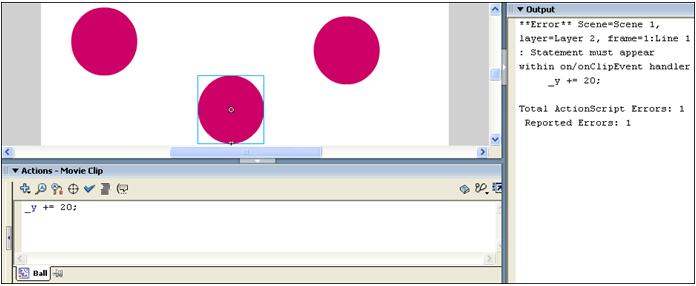 Output
**Error** Scene=Scene 1,
layer=Layer 2, frame=1:Line 1
: Statement must appear
within on/onClipEvent handler
_y += 20;
Total ActionScript Errors: 1
Reported Errors: 1
Actions - Movie Clip
_y += 20;
Ball